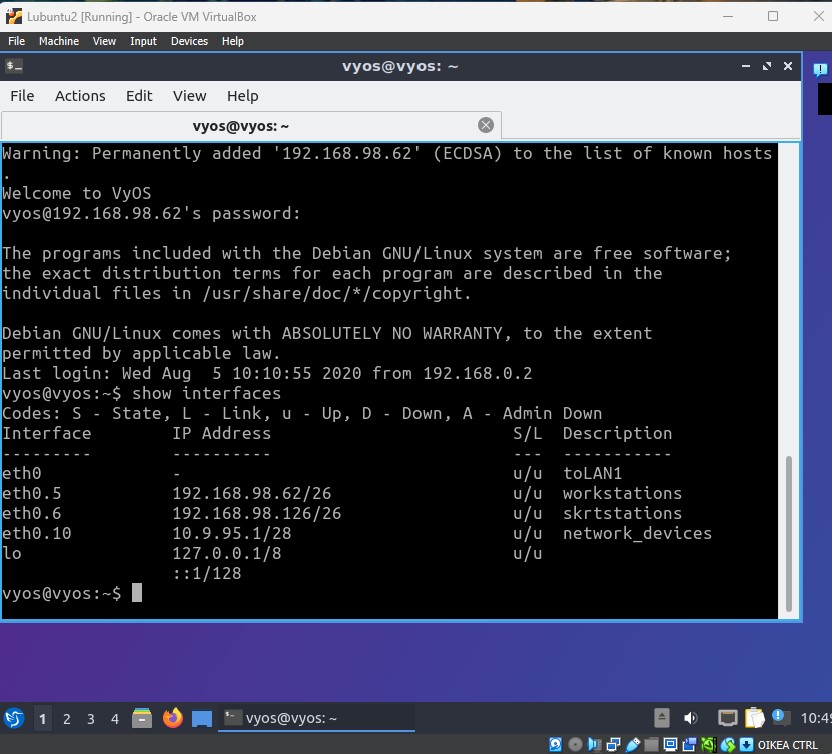 Lubuntu2 [Running] - Oracle VM VirtualBox
File Machine View Input Devices Help
vyos@vyos: ~
File Actions Edit View Help
vyos@vyos: ~
Warning: Permanently added '192.168.98.62' (ECDSA) to the list of known hosts
.
Welcome to VyOS
vyos@192.168.98.62's password:
The programs included with the Debian GNU/Linux system are free software;
the exact distribution terms for each program are described in the
individual files in /usr/share/doc/*/copyright.
Debian GNU/Linux comes with ABSOLUTELY NO WARRANTY, to the extent
permitted by applicable law.
Last login: Wed Aug  5 10:10:55 2020 from 192.168.0.2
vyos@vyos:~$ show interfaces
Codes: S - State, L - Link, u - Up, D - Down, A - Admin Down
Interface        IP Address                        S/L  Description
---------        ----------                        ---  -----------
eth0             -                                 u/u  toLAN1
eth0.5           192.168.98.62/26                  u/u  workstations
eth0.6           192.168.98.126/26                 u/u  skrtstations
eth0.10          10.9.95.1/28                      u/u  network_devices
lo               127.0.0.1/8                       u/u
                 ::1/128
vyos@vyos:~$
1 2 3 4 vyos@vyos: ~ 10:49
OIKEA CTRL